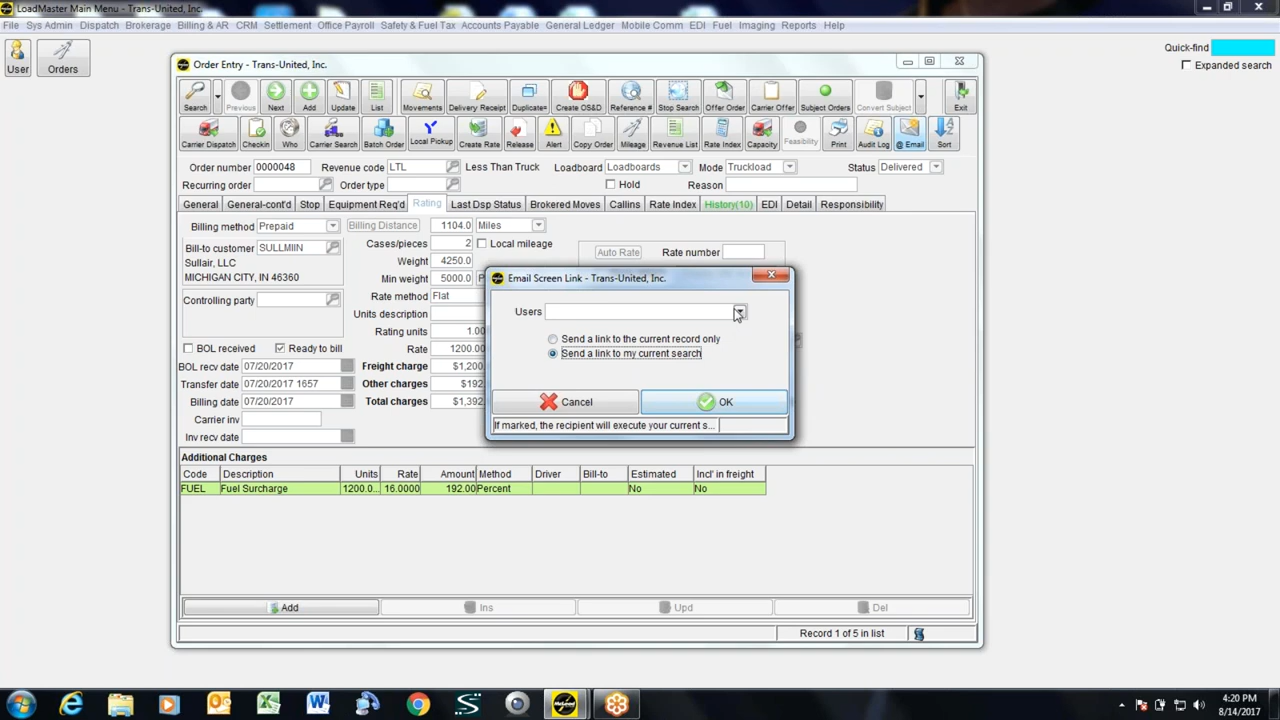 LoadMaster Main Menu - Trans-United, Inc.
File Sys Admin Dispatch Brokerage Billing & AR CRM Settlement Office Payroll Safety & Fuel Tax Accounts Payable General Ledger Mobile Comm EDI Fuel Imaging Reports Help
User Orders
Quick-find
Expanded search
Order Entry - Trans-United, Inc.
Search Previous Next Add Update List Movements Delivery Receipt Duplicate= Create OS&D Reference # Stop Search Offer Order Carrier Offer Subject Orders Convert Subject Exit
Carrier Dispatch Checkin Who Carrier Search Batch Order Local Pickup Create Rate Release Alert Copy Order Mileage Revenue List Rate Index Capacity Feasibility Print Audit Log @ Email Sort
Order number 0000048 Revenue code LTL Less Than Truck Loadboard Loadboards Mode Truckload Status Delivered
Recurring order Order type Hold Reason
General General-cont'd Stop Equipment Req'd Rating Last Dsp Status Brokered Moves Callins Rate Index History(10) EDI Detail Responsibility
Billing method Prepaid Billing Distance 1104.0 Miles
Bill-to customer SULLMIIN Cases/pieces 2 Local mileage Auto Rate Rate number
Sullair, LLC Weight 4250.0
MICHIGAN CITY, IN 46360 Min weight 5000.0
Controlling party Rate method Flat
Units description
Rating units 1.00
BOL received Ready to bill Rate 1200.00
BOL recv date 07/20/2017 Freight charge $1,200.
Transfer date 07/20/2017 1657 Other charges $192
Billing date 07/20/2017 Total charges $1,392
Carrier inv
Inv recv date
Email Screen Link - Trans-United, Inc.
Users
Send a link to the current record only
Send a link to my current search
Cancel OK
If marked, the recipient will execute your current s...
Additional Charges
Code Description Units Rate Amount Method Driver Bill-to Estimated Incl' in freight
FUEL Fuel Surcharge 1200.0... 16.0000 192.00 Percent No No
Add Ins Upd Del
Record 1 of 5 in list
4:20 PM
8/14/2017